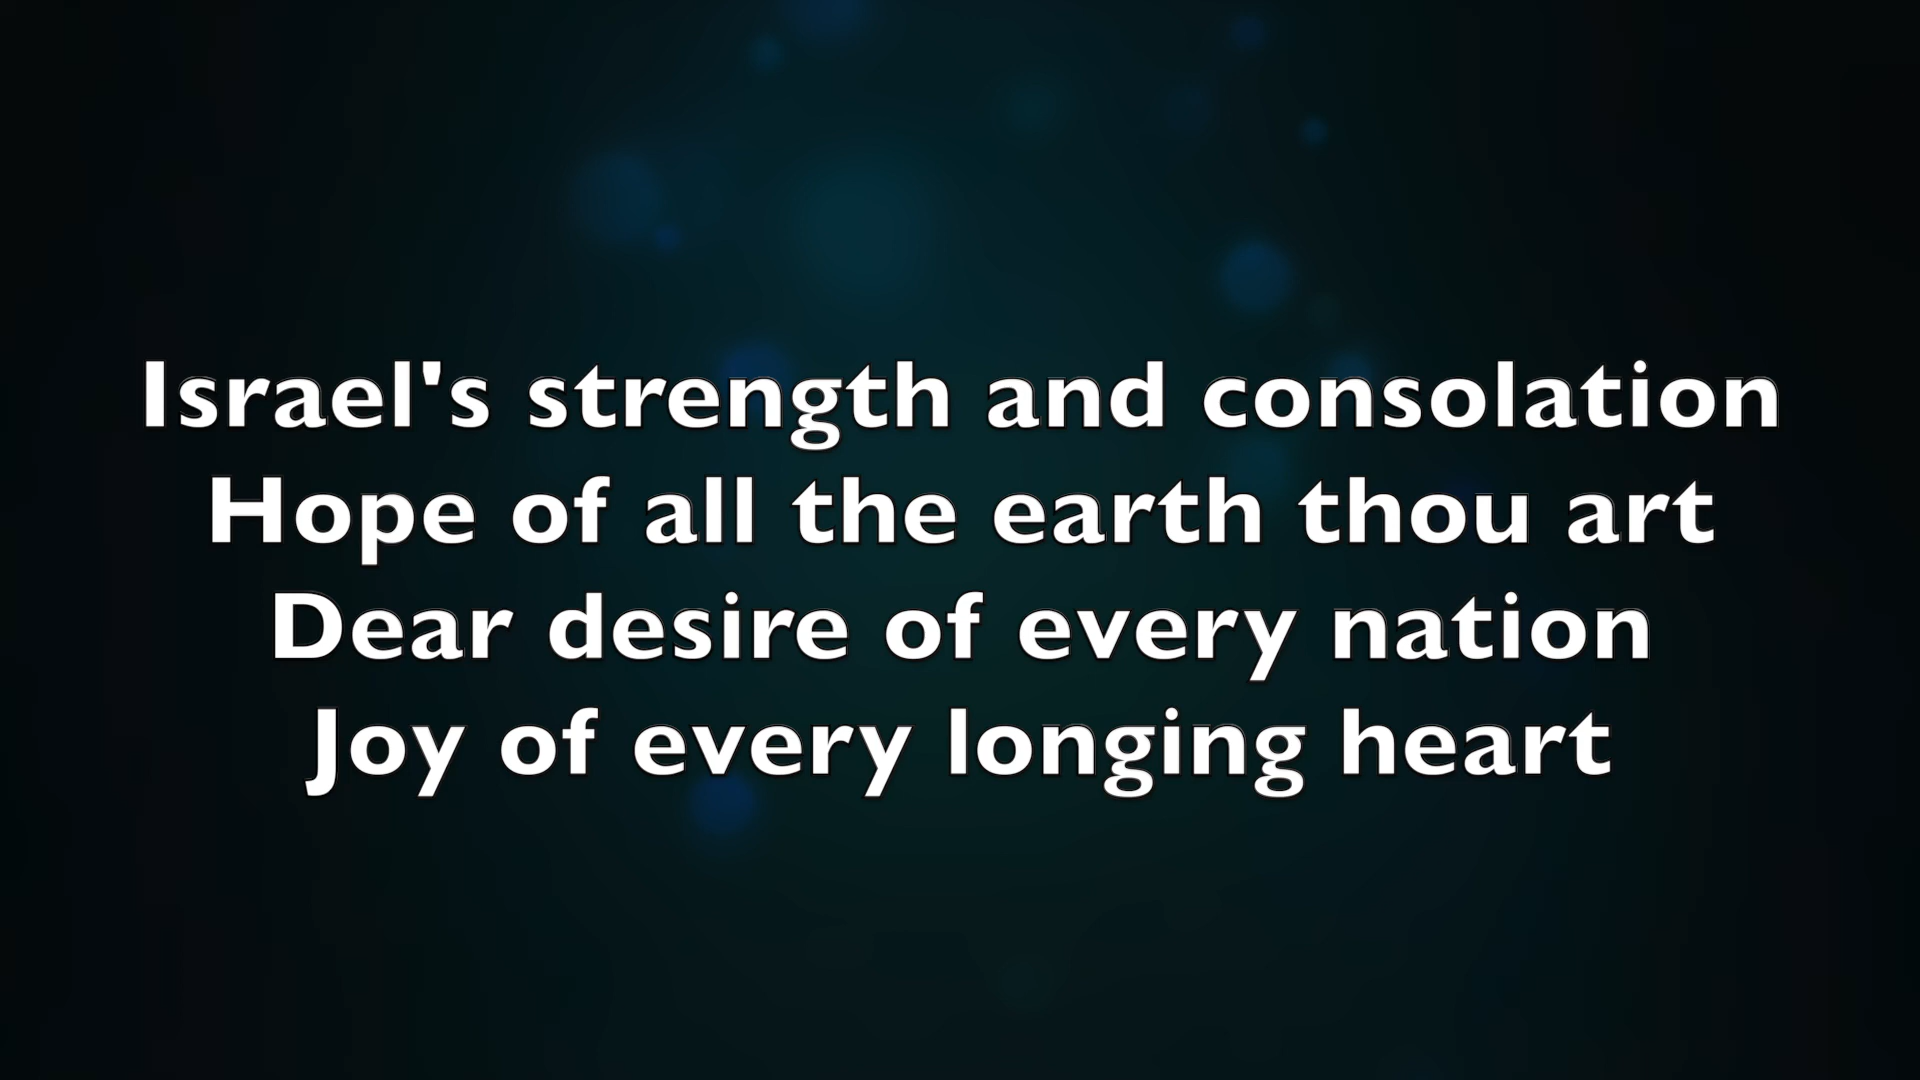 Israel's strength and consolation
Hope of all the earth thou art
Dear desire of every nation
Joy of every longing heart